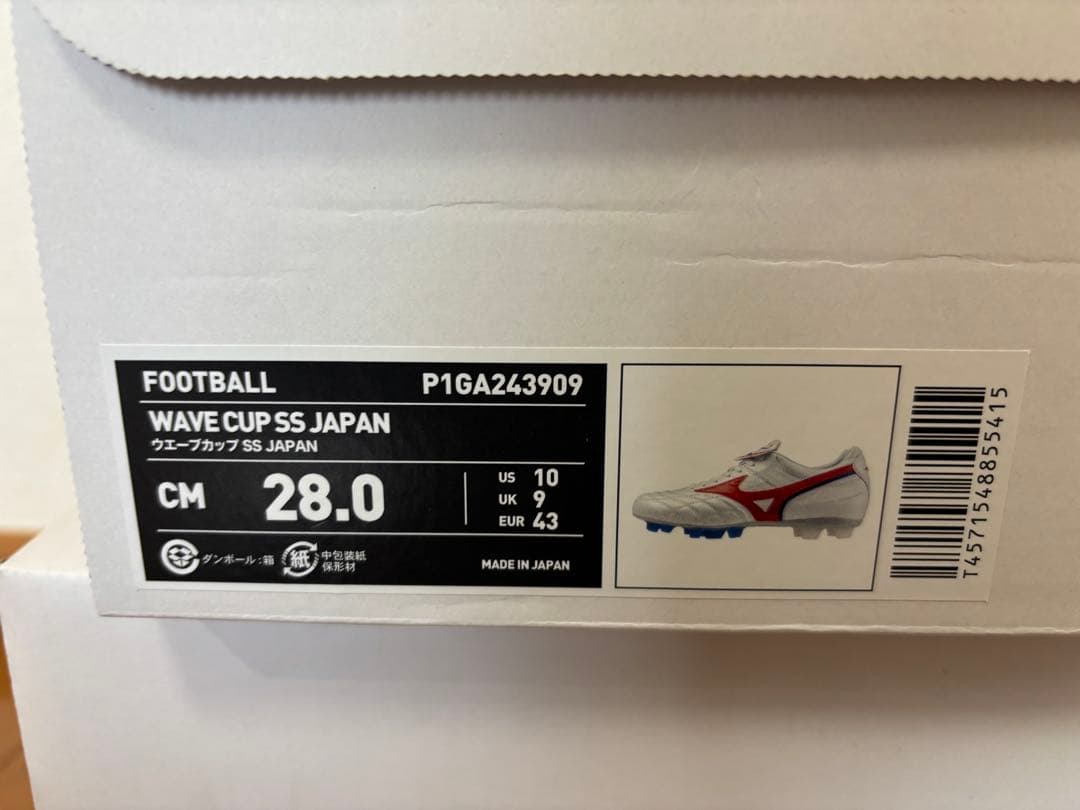 FOOTBALL P1GA243909
WAVE CUP SS JAPAN
ウエーブカップ SS JAPAN
CM 28.0
US 10
UK 9
EUR 43
ダンボール:箱
紙
中包装紙
保形材
MADE IN JAPAN
T457154885 5415